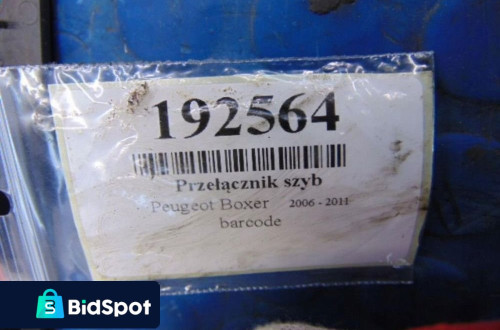 192564
Przełącznik szyb
Peugeot Boxer 2006 - 2011
barcode
S
BidSpot